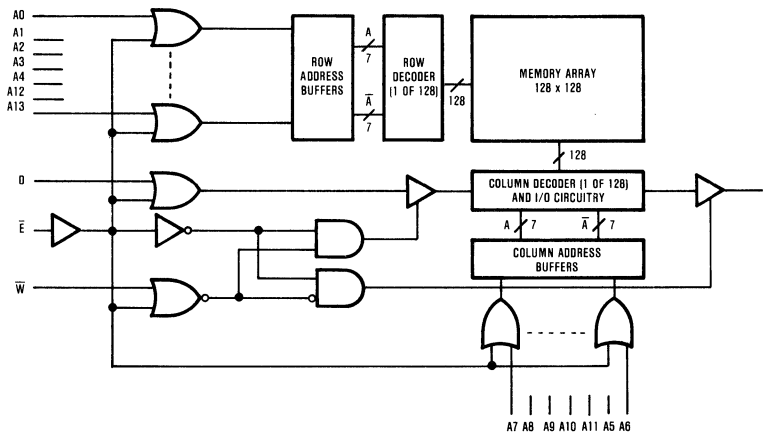 A0
A1
A2
A3
A4
A12
A13
ROW
ADDRESS
BUFFERS
A
7
A̅
7
ROW
DECODER
(1 OF 128)
128
MEMORY ARRAY
128 x 128
128
D
COLUMN DECODER (1 OF 128)
AND I/O CIRCUITRY
E̅
A 7 A̅ 7
COLUMN ADDRESS
BUFFERS
W̅
A7 A8 A9 A10 A11 A5 A6